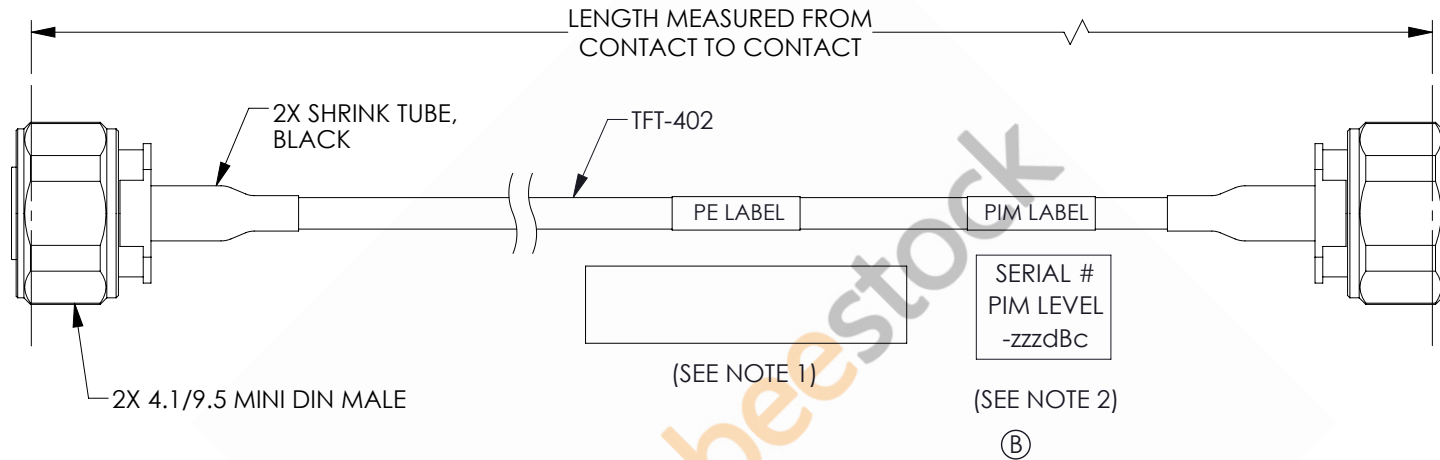 LENGTH MEASURED FROM
CONTACT TO CONTACT
2X SHRINK TUBE,
BLACK
TFT-402
PE LABEL
PIM LABEL
SERIAL #
PIM LEVEL
-zzzdBc
(SEE NOTE 1)
2X 4.1/9.5 MINI DIN MALE
(SEE NOTE 2)
B
beestock